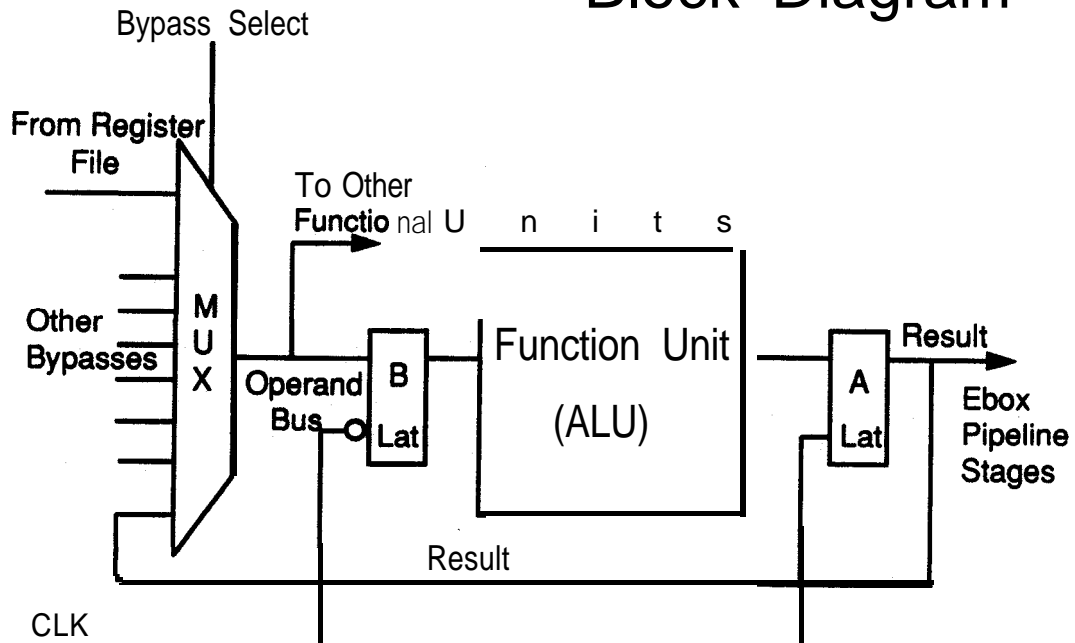 Block Diagram
Bypass Select
From Register
File
To Other
Functional U n i t s
Other
Bypasses
M
U
X
Operand
Bus
B
Lat
Function Unit
(ALU)
A
Lat
Result
Ebox
Pipeline
Stages
Result
CLK